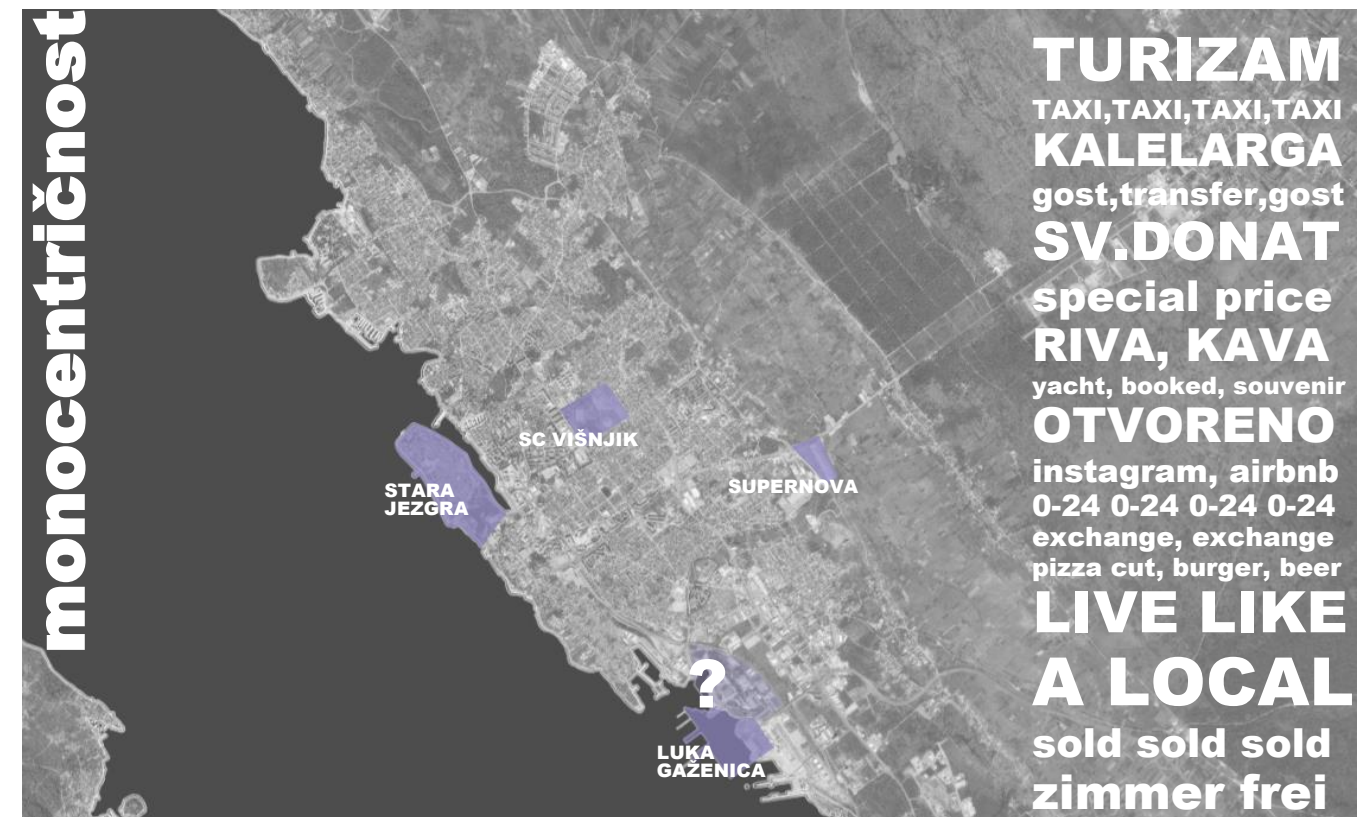 monocentričnost
TURIZAM
TAXI,TAXI,TAXI,TAXI
KALELARGA
gost,transfer,gost
SV.DONAT
special price
RIVA, KAVA
yacht, booked, souvenir
OTVORENO
instagram, airbnb
0-24 0-24 0-24 0-24
exchange, exchange
pizza cut, burger, beer
LIVE LIKE
A LOCAL
sold sold sold
zimmer frei
SC VIŠNJIK
STARA
JEZGRA
SUPERNOVA
?
LUKA
GAŽENICA